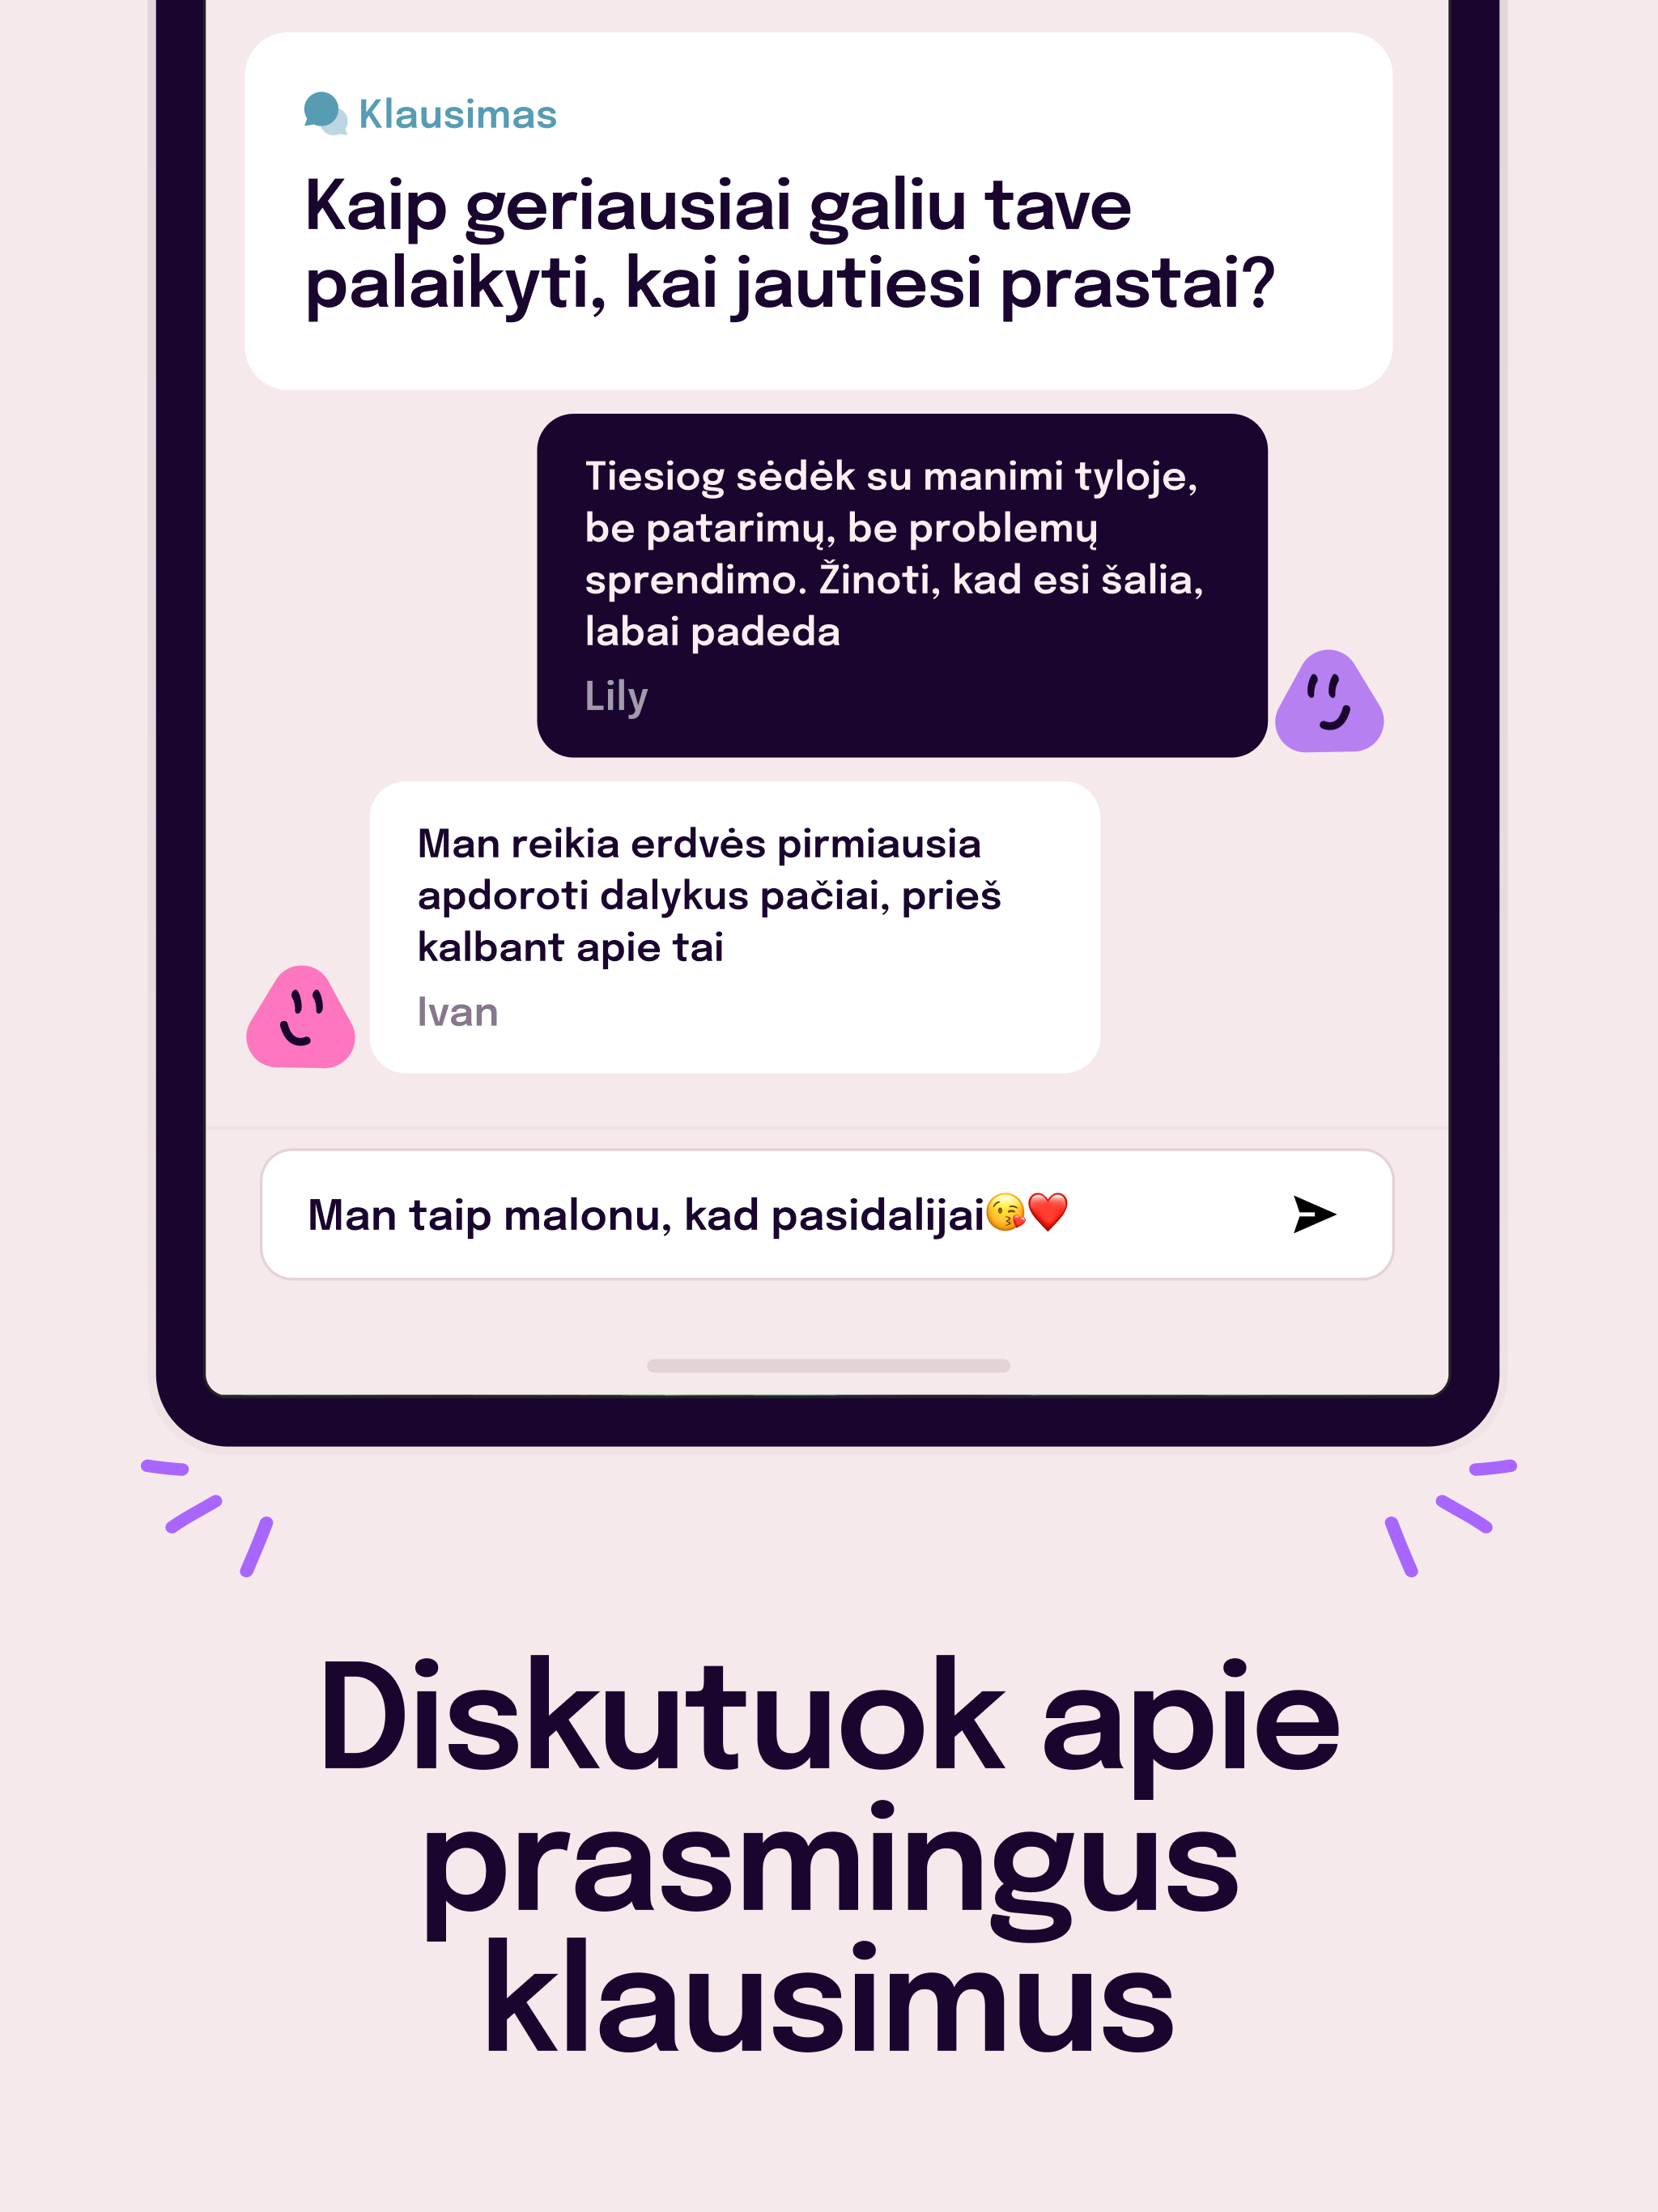 Klausimas
Kaip geriausiai galiu tave
palaikyti, kai jautiesi prastai?
Tiesiog sėdėk su manimi tyloje,
be patarimų, be problemų
sprendimo. Žinoti, kad esi šalia,
labai padeda
Lily
Man reikia erdvės pirmiausia
apdoroti dalykus pačiai, prieš
kalbant apie tai
Ivan
Man taip malonu, kad pasidalijai😘❤️
Diskutuok apie
prasmingus
klausimus